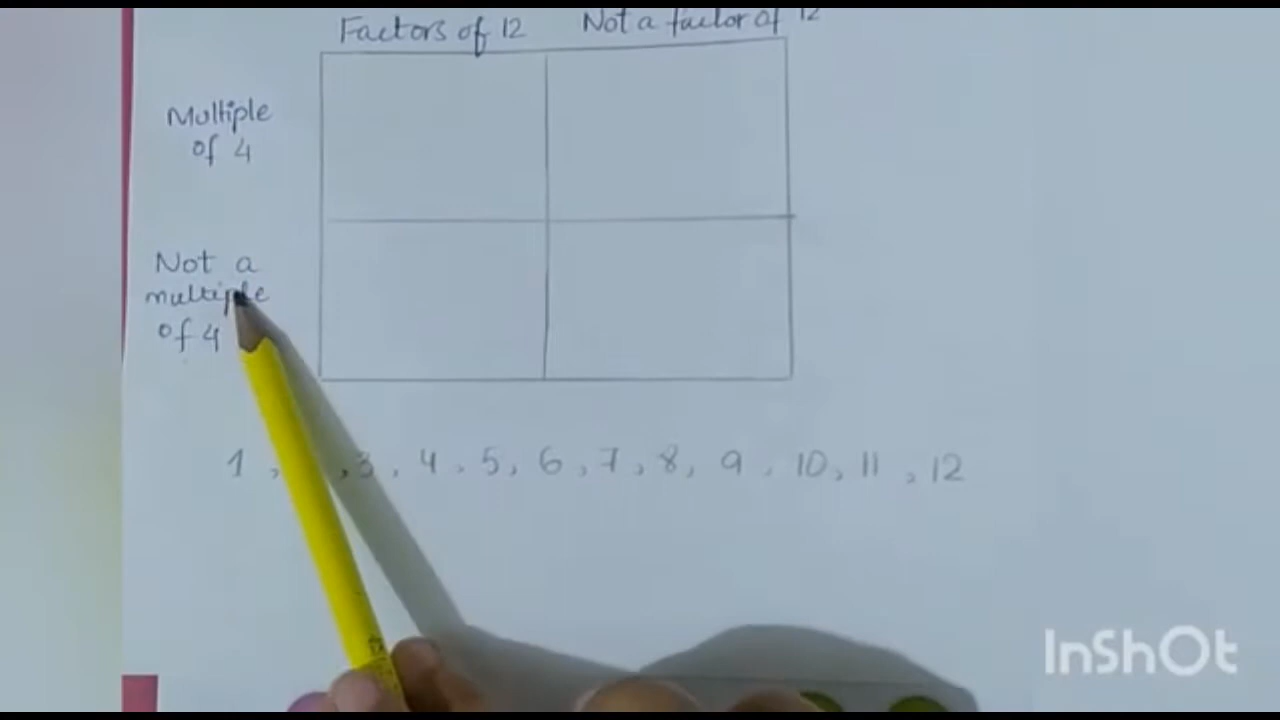 Factors of 12
Not a factor of 12
Multiple
of 4
Not a
multiple
of 4
1 , , 3 , 4 , 5 , 6 , 7 , 8 , 9 , 10 , 11 , 12
InShOt